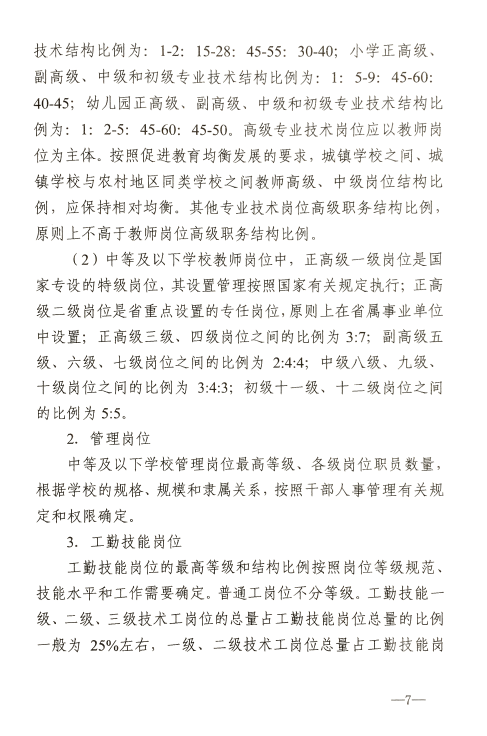 技术结构比例为：1-2：15-28：45-55：30-40；小学正高级、
副高级、中级和初级专业技术结构比例为：1：5-9：45-60：
40-45；幼儿园正高级、副高级、中级和初级专业技术结构比
例为：1：2-5：45-60：45-50。高级专业技术岗位应以教师岗
位为主体。按照促进教育均衡发展的要求，城镇学校之间、城
镇学校与农村地区同类学校之间教师高级、中级岗位结构比
例，应保持相对均衡。其他专业技术岗位高级职务结构比例，
原则上不高于教师岗位高级职务结构比例。
（2）中等及以下学校教师岗位中，正高级一级岗位是国
家专设的特级岗位，其设置管理按照国家有关规定执行；正高
级二级岗位是省重点设置的专任岗位，原则上在省属事业单位
中设置；正高级三级、四级岗位之间的比例为 3:7；副高级五
级、六级、七级岗位之间的比例为 2:4:4；中级八级、九级、
十级岗位之间的比例为 3:4:3；初级十一级、十二级岗位之间
的比例为 5:5。
2．管理岗位
中等及以下学校管理岗位最高等级、各级岗位职员数量，
根据学校的规格、规模和隶属关系，按照干部人事管理有关规
定和权限确定。
3．工勤技能岗位
工勤技能岗位的最高等级和结构比例按照岗位等级规范、
技能水平和工作需要确定。普通工岗位不分等级。工勤技能一
级、二级、三级技术工岗位的总量占工勤技能岗位总量的比例
一般为 25%左右，一级、二级技术工岗位总量占工勤技能岗
—7—